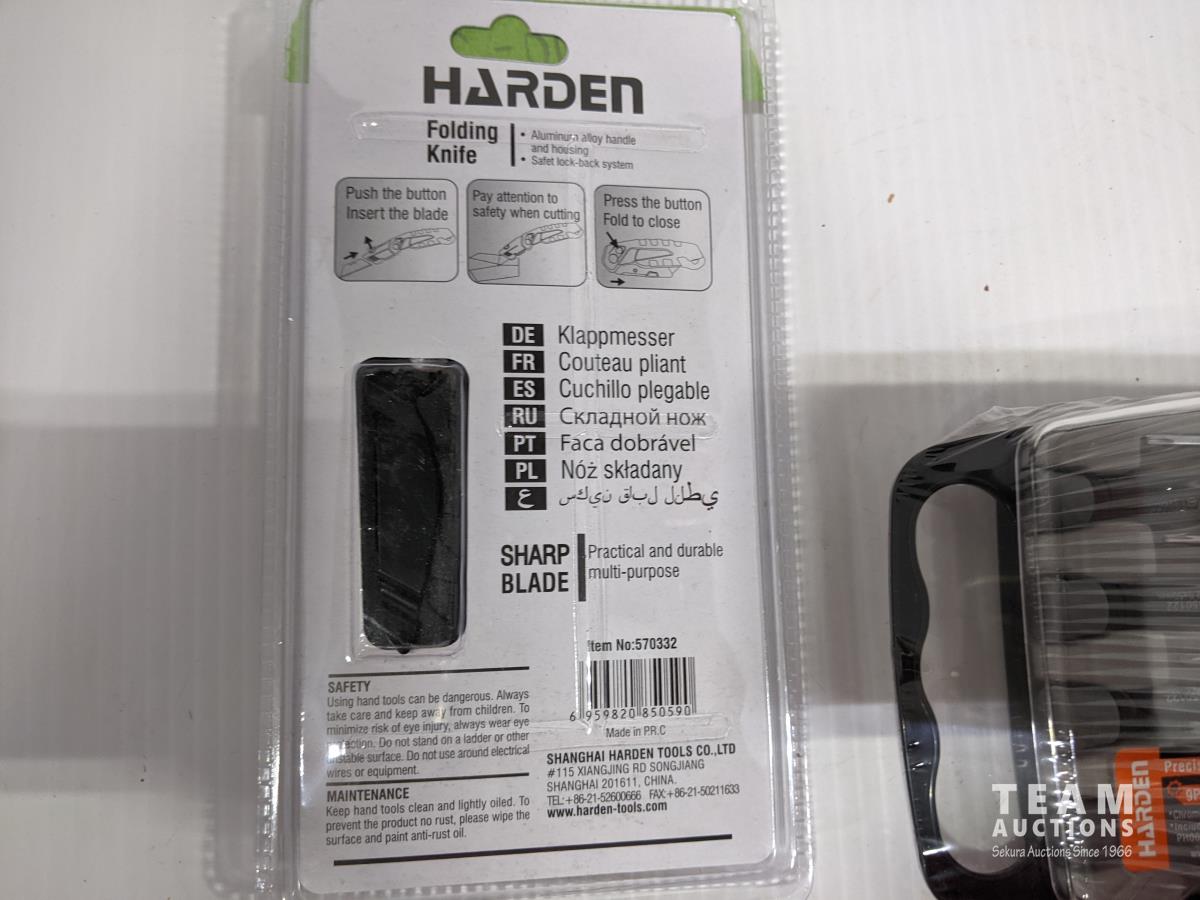 HARDEN
Folding
Knife
• Aluminum alloy handle
and housing
• Safet lock-back system
Push the button
Insert the blade
Pay attention to
safety when cutting
Press the button
Fold to close
DE Klappmesser
FR Couteau pliant
ES Cuchillo plegable
RU Складной нож
PT Faca dobrável
PL Nóż składany
ع سكين قابل للطي
SHARP
BLADE
Practical and durable
multi-purpose
Item No:570332
6 959820 850590
Made in P.R.C
SAFETY
Using hand tools can be dangerous. Always
take care and keep away from children. To
minimize risk of eye injury, always wear eye
protection. Do not stand on a ladder or other
unstable surface. Do not use around electrical
wires or equipment.
MAINTENANCE
Keep hand tools clean and lightly oiled. To
prevent the product no rust, please wipe the
surface and paint anti-rust oil.
SHANGHAI HARDEN TOOLS CO.,LTD
#115 XIANGJING RD SONGJIANG
SHANGHAI 201611, CHINA.
TEL:+86-21-52600666 FAX:+86-21-50211633
www.harden-tools.com
HARDEN
TEAM
AUCTIONS
Sekura Auctions Since 1966